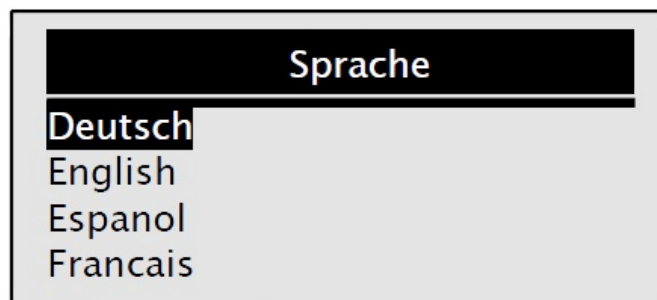 Sprache
Deutsch
English
Espanol
Francais